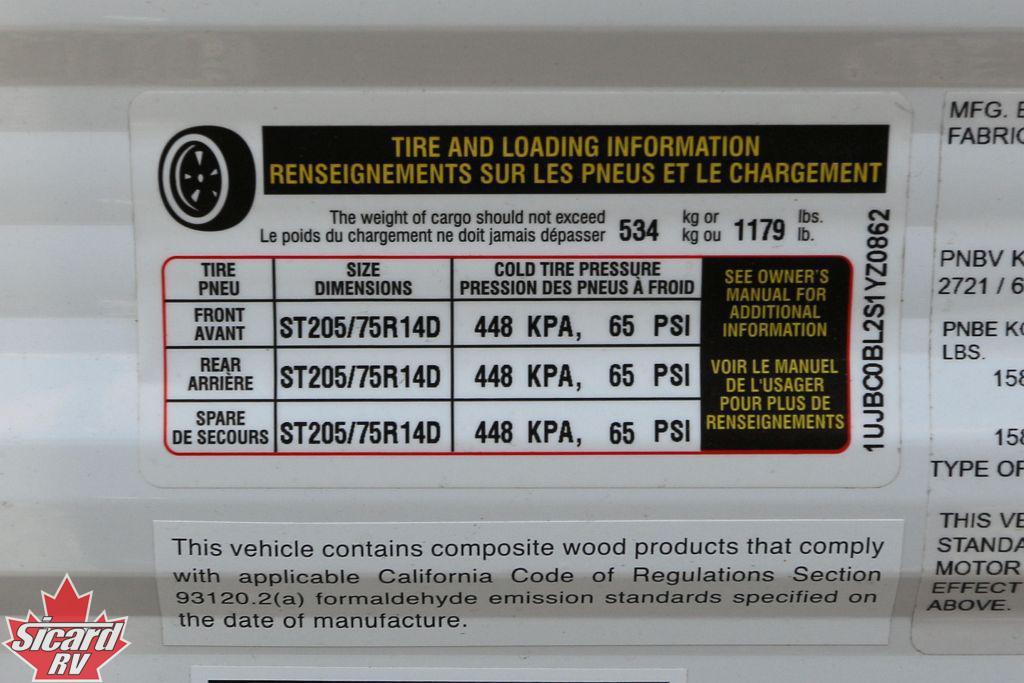 TIRE AND LOADING INFORMATION
RENSEIGNEMENTS SUR LES PNEUS ET LE CHARGEMENT
The weight of cargo should not exceed 534 kg or 1179 lbs.
Le poids du chargement ne doit jamais dépasser kg ou lb.
TIRE SIZE COLD TIRE PRESSURE
PNEU DIMENSIONS PRESSION DES PNEUS À FROID
FRONT
AVANT ST205/75R14D 448 KPA, 65 PSI
REAR
ARRIÈRE ST205/75R14D 448 KPA, 65 PSI
SPARE
DE SECOURS ST205/75R14D 448 KPA, 65 PSI
SEE OWNER'S
MANUAL FOR
ADDITIONAL
INFORMATION
VOIR LE MANUEL
DE L'USAGER
POUR PLUS DE
RENSEIGNEMENTS
1UJBC0BL2S1YZ0862
MFG.
PNBV
2721 / 6
PNBE
LBS.
158
158
TYPE
THIS
MOTOR
EFFECT
ABOVE.
This vehicle contains composite wood products that comply
with applicable California Code of Regulations Section
93120.2(a) formaldehyde emission standards specified on
the date of manufacture.
Sicard
RV